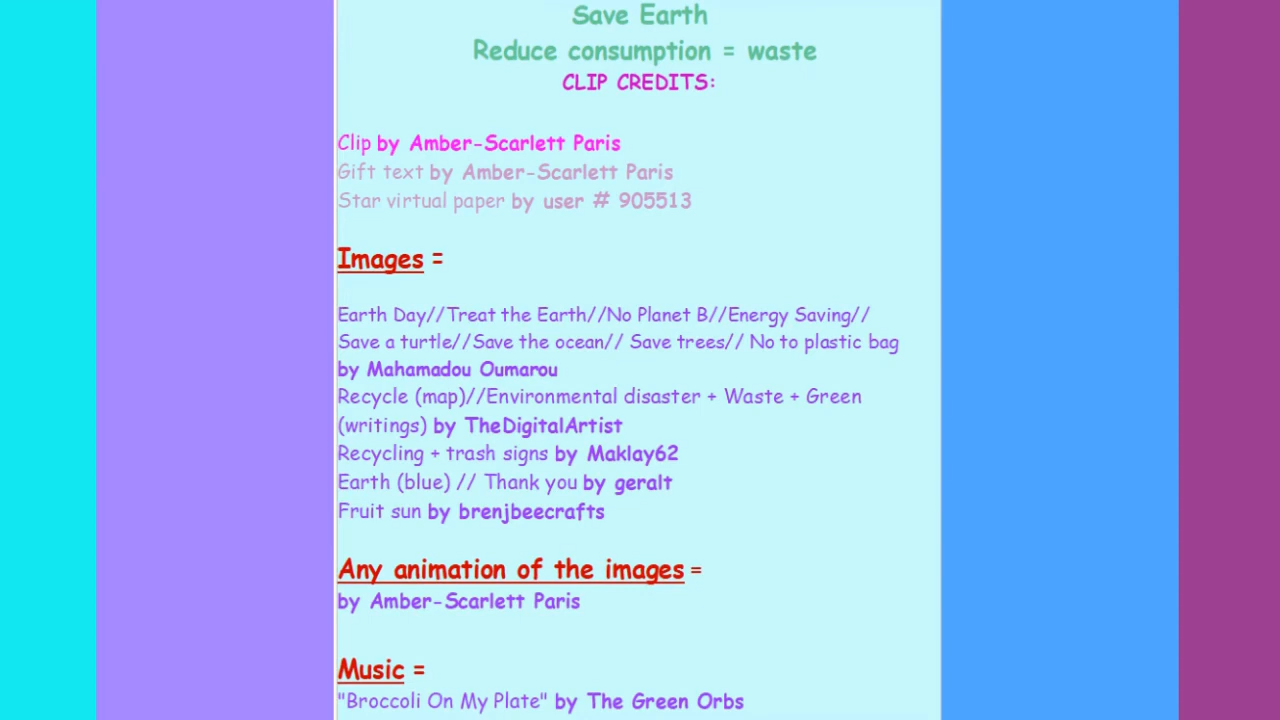 Save Earth
Reduce consumption = waste
CLIP CREDITS:
Clip by Amber-Scarlett Paris
Gift text by Amber-Scarlett Paris
Star virtual paper by user # 905513
Images =
Earth Day//Treat the Earth//No Planet B//Energy Saving//
Save a turtle//Save the ocean// Save trees// No to plastic bag
by Mahamadou Oumarou
Recycle (map)//Environmental disaster + Waste + Green
(writings) by TheDigitalArtist
Recycling + trash signs by Maklay62
Earth (blue) // Thank you by geralt
Fruit sun by brenjbeecrafts
Any animation of the images =
by Amber-Scarlett Paris
Music =
"Broccoli On My Plate" by The Green Orbs